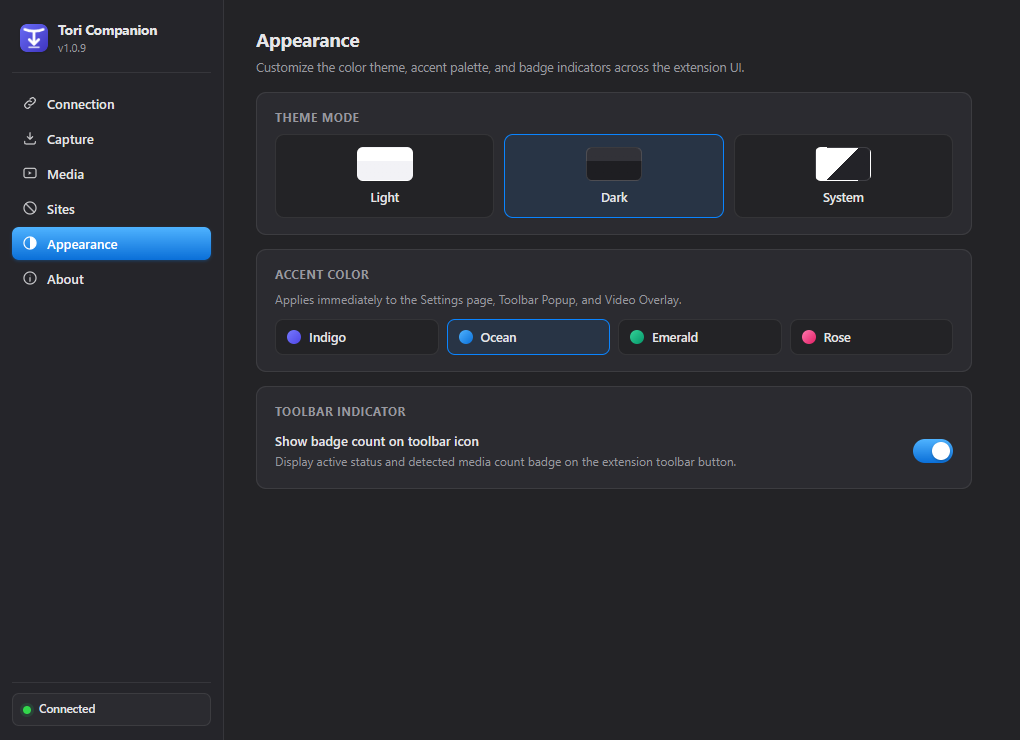 Tori Companion
v1.0.9
Connection
Capture
Media
Sites
Appearance
About
Connected
Appearance
Customize the color theme, accent palette, and badge indicators across the extension UI.
THEME MODE
Light
Dark
System
ACCENT COLOR
Applies immediately to the Settings page, Toolbar Popup, and Video Overlay.
Indigo
Ocean
Emerald
Rose
TOOLBAR INDICATOR
Show badge count on toolbar icon
Display active status and detected media count badge on the extension toolbar button.